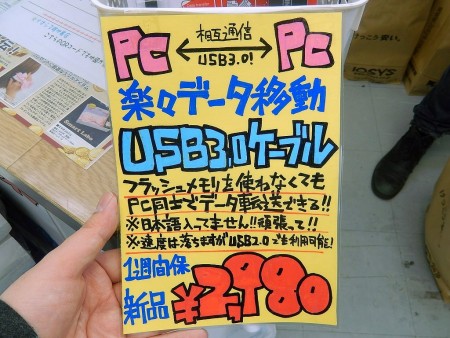 PC 相互通信 PC
USB3.0!
楽々データ移動
USB3.0ケーブル
フラッシュメモリを使わなくても
PC同士でデータ転送できる!!
※日本語入ってません!!頑張って!!
※速度は落ちますがUSB2.0でも利用可能!
1週間保
新品 ¥2,980
IOSYS
Smart Labo